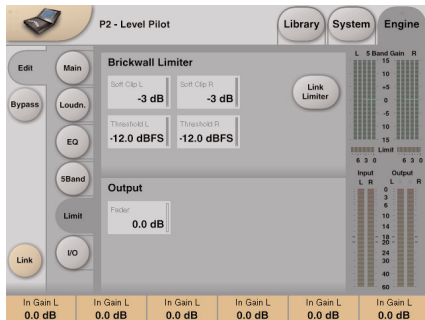 P2 - Level Pilot
Library
System
Engine
Edit
Bypass
Link
Main
Loudn.
EQ
5Band
Limit
I/O
Brickwall Limiter
Soft Clip L
-3 dB
Soft Clip R
-3 dB
Threshold L
-12.0 dBFS
Threshold R
-12.0 dBFS
Link
Limiter
Output
Fader
0.0 dB
L 5 Band Gain R
15
10
+5
0
-5
10
15
Limit
6 3 0 6 3 0
Input Output
L R L R
0
3
6
10
14
18
20
24
30
40
60
In Gain L In Gain L In Gain L In Gain L In Gain L In Gain L
0.0 dB 0.0 dB 0.0 dB 0.0 dB 0.0 dB 0.0 dB